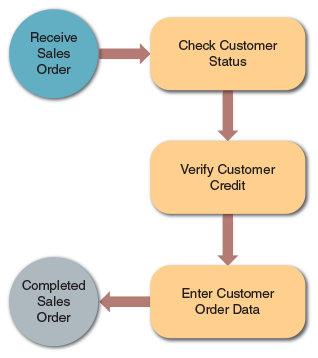 Receive
Sales
Order
Check Customer
Status
Verify Customer
Credit
Enter Customer
Order Data
Completed
Sales
Order